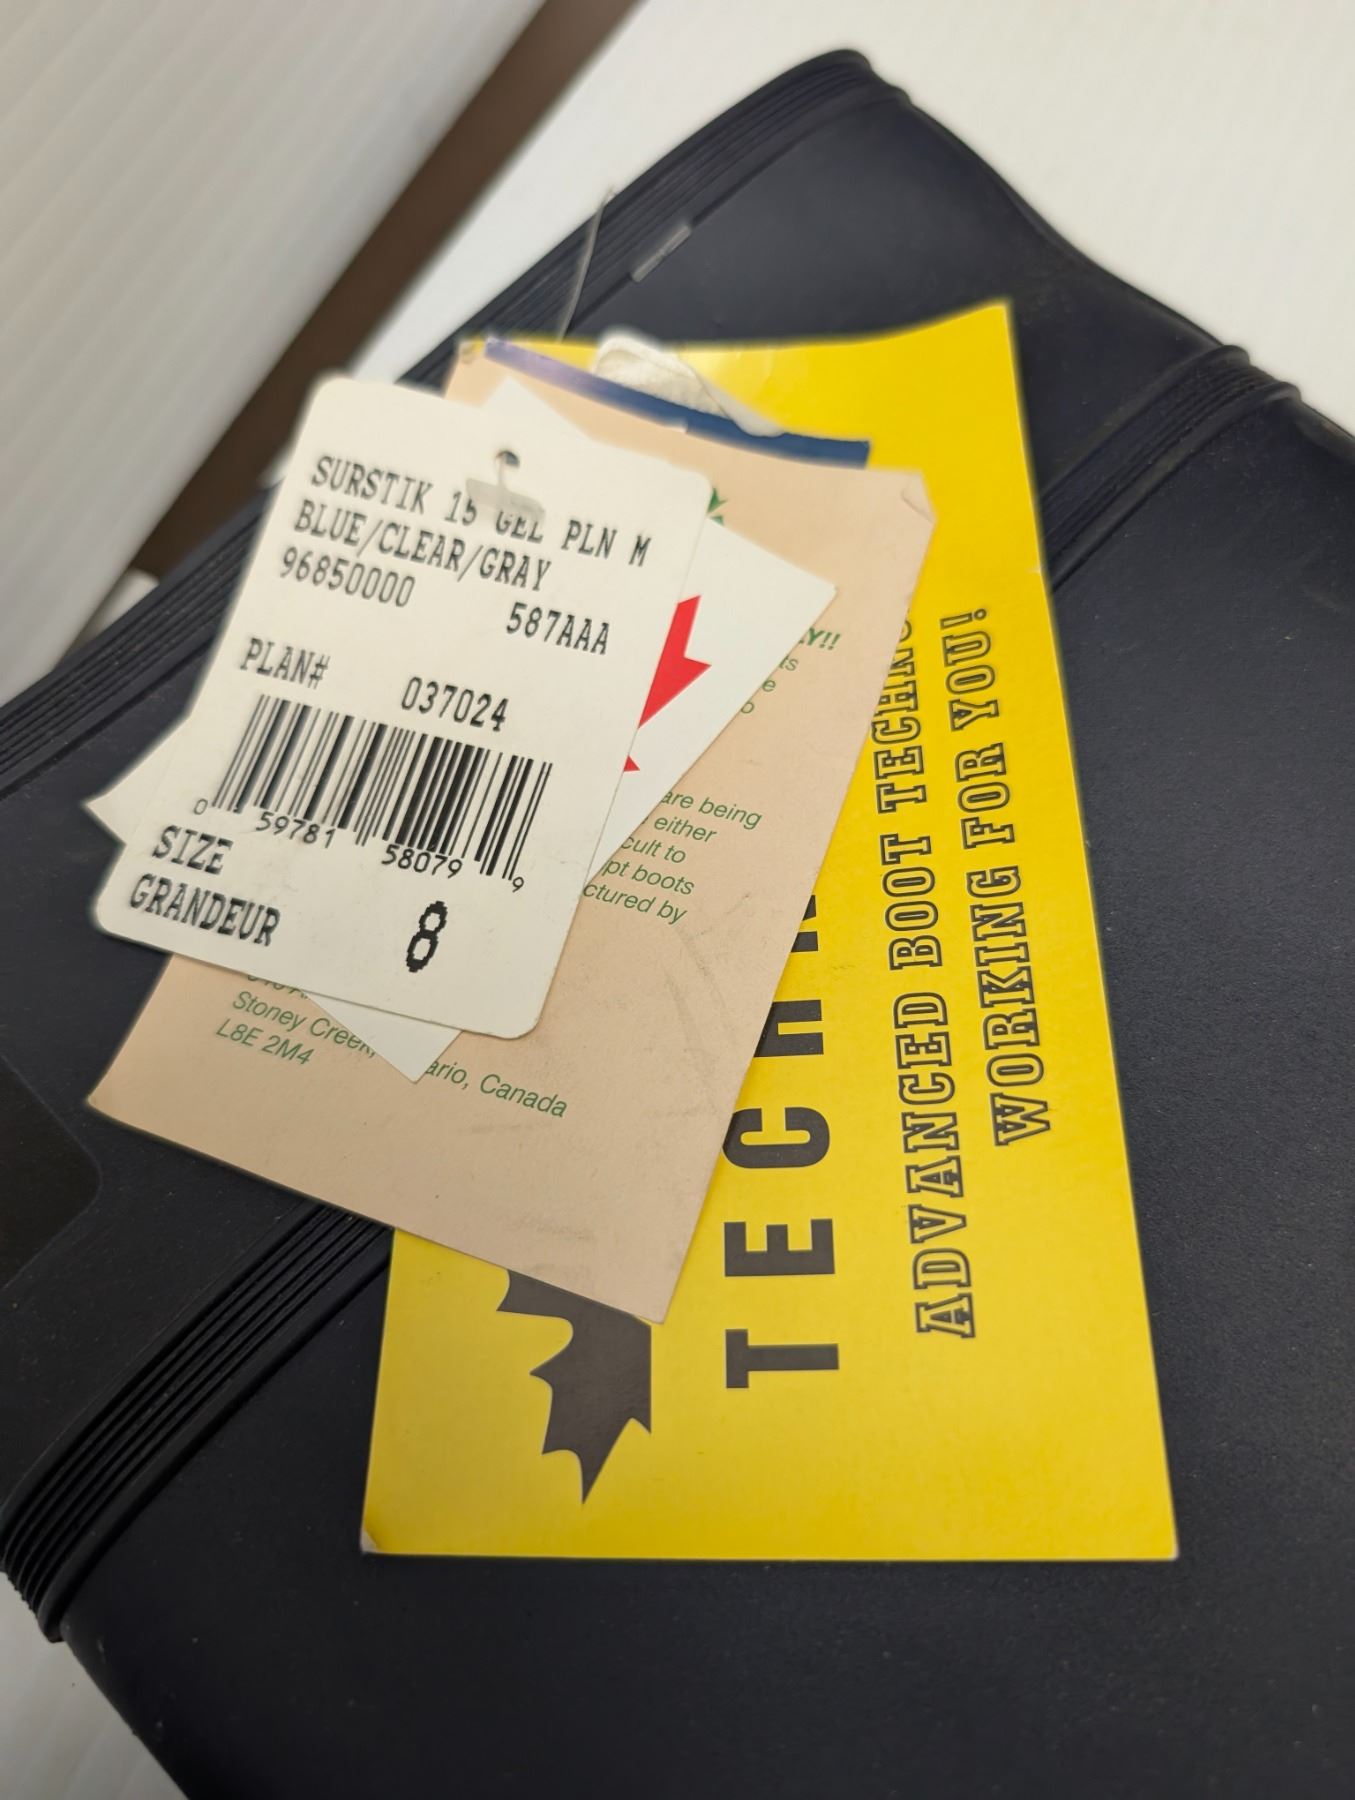 SURSTIK 15 GEL PLN M
BLUE/CLEAR/GRAY
96850000
587AAA
PLAN# 037024
0 59781 58079 9
SIZE
GRANDEUR 8
Y!!
ts
e
o
are being
either
cult to
pt boots
ctured by
Stoney Creek, ario, Canada
L8E 2M4
TECH
ADVANCED BOOT
WORKING FOR YOU!